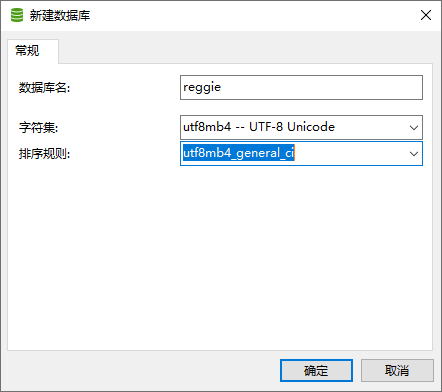 新建数据库
常规
数据库名: reggie
字符集: utf8mb4 -- UTF-8 Unicode
排序规则: utf8mb4_general_ci
确定 取消